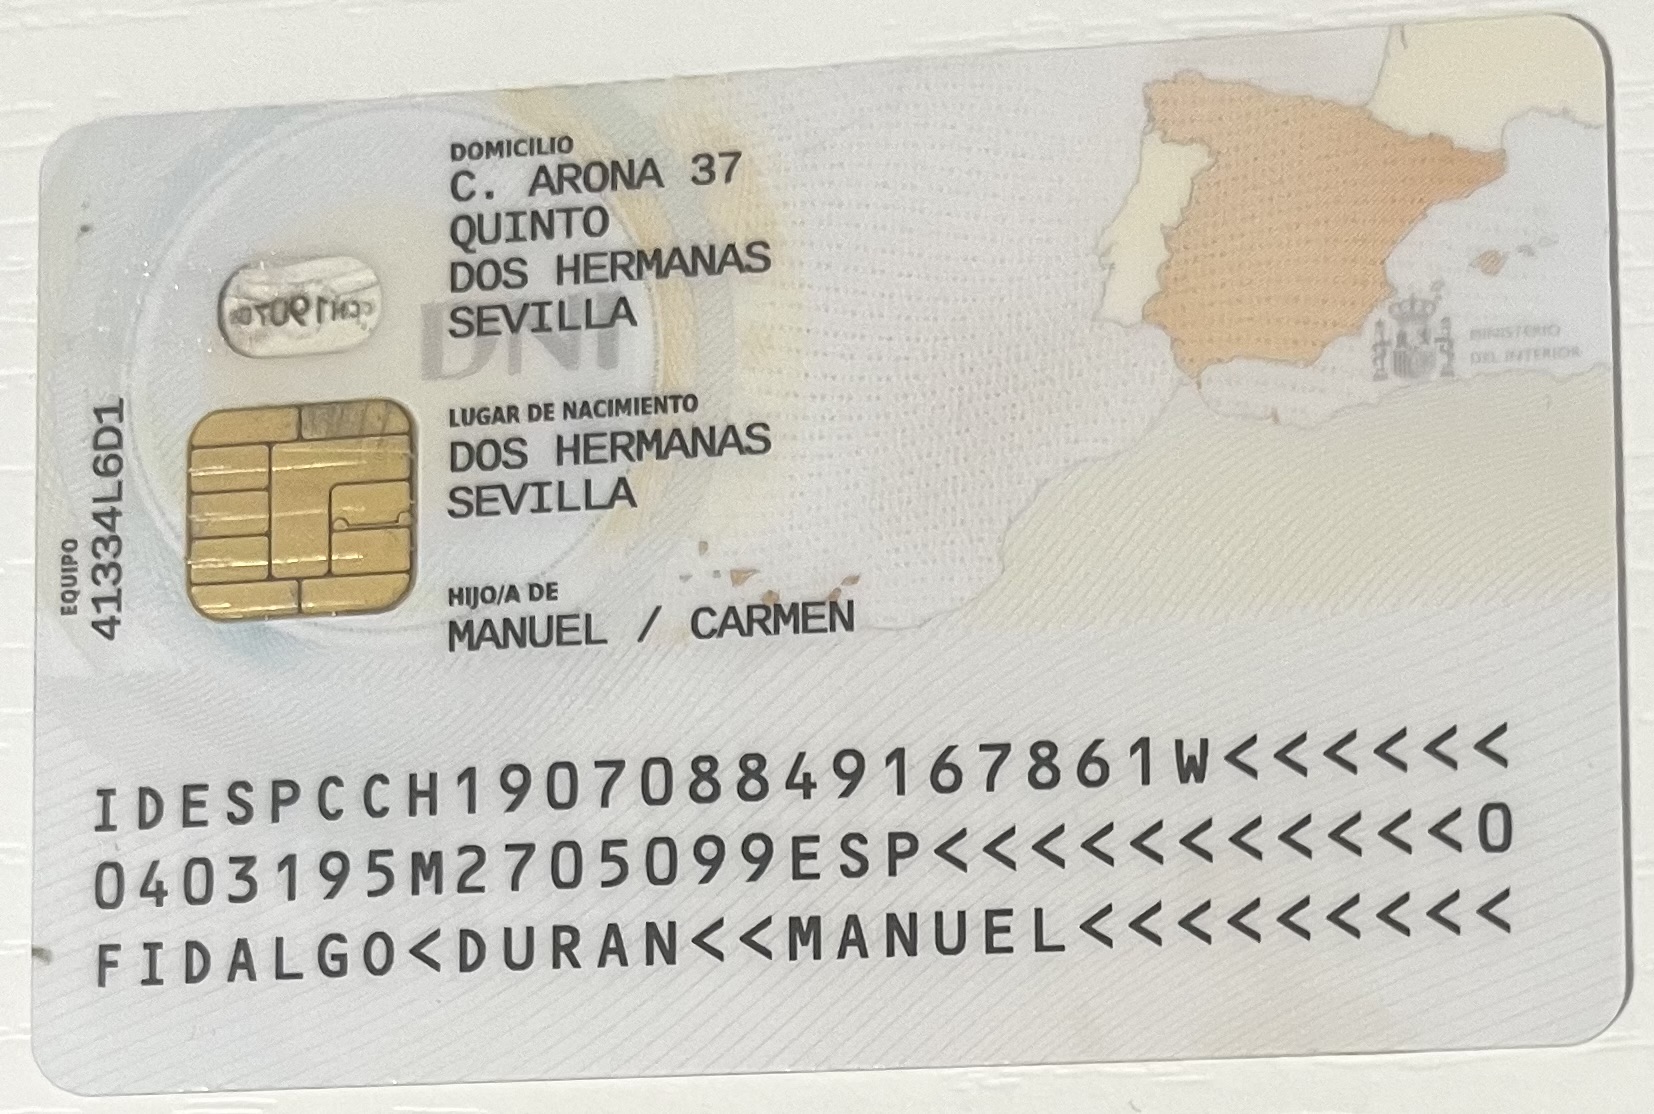 DOMICILIO
C. ARONA 37
QUINTO
DOS HERMANAS
SEVILLA
DNI
LUGAR DE NACIMIENTO
DOS HERMANAS
SEVILLA
HIJO/A DE
MANUEL / CARMEN
EQUIPO
41334L6D1
MINISTERIO
DEL INTERIOR
IDESPCCH190708849167861W<<<<<<
0403195M2705099ESP<<<<<<<<<<<0
FIDALGO<DURAN<<MANUEL<<<<<<<<<